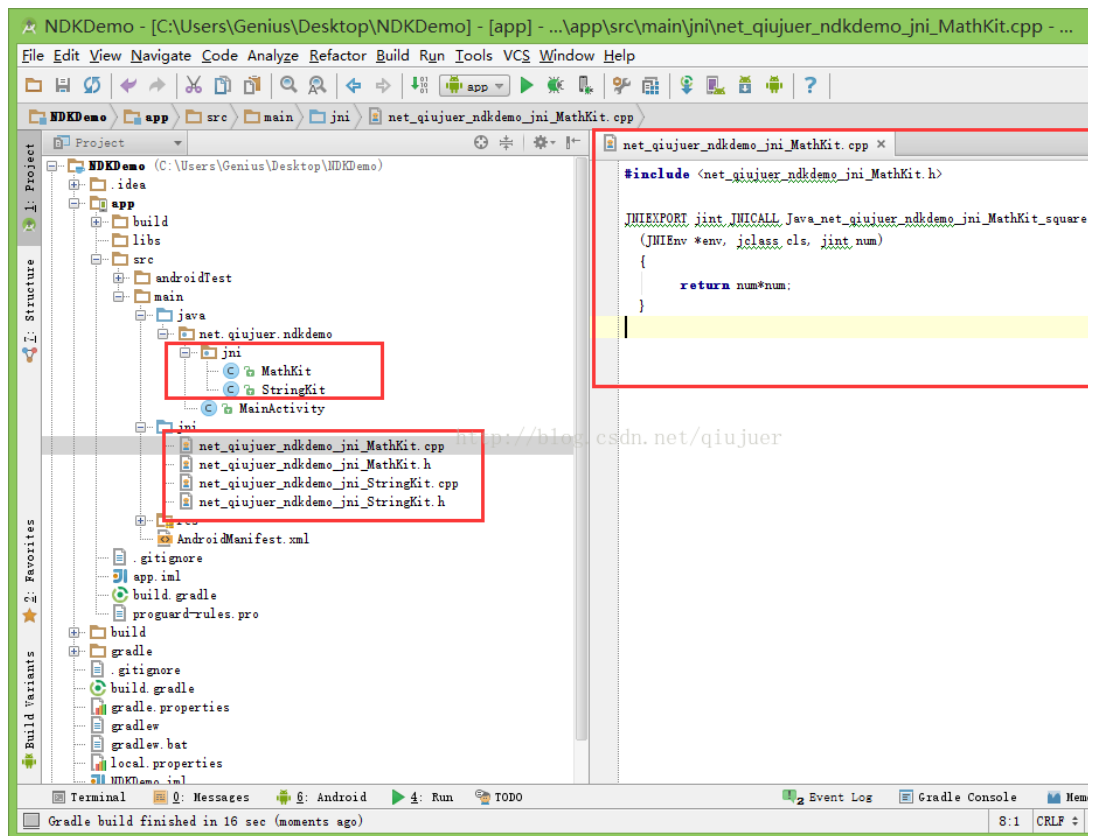 NDKDemo - [C:\Users\Genius\Desktop\NDKDemo] - [app] - ...\app\src\main\jni\net_qiujuer_ndkdemo_jni_MathKit.cpp - ...
File Edit View Navigate Code Analyze Refactor Build Run Tools VCS Window Help
app
NDKDemo app src main jni net_qiujuer_ndkdemo_jni_MathKit.cpp
Project
net_qiujuer_ndkdemo_jni_MathKit.cpp
1: Project
Z: Structure
2: Favorites
Build Variants
NDKDemo (C:\Users\Genius\Desktop\NDKDemo)
.idea
app
build
libs
src
androidTest
main
java
net.qiujuer.ndkdemo
jni
MathKit
StringKit
MainActivity
jni
net_qiujuer_ndkdemo_jni_MathKit.cpp
net_qiujuer_ndkdemo_jni_MathKit.h
net_qiujuer_ndkdemo_jni_StringKit.cpp
net_qiujuer_ndkdemo_jni_StringKit.h
res
AndroidManifest.xml
.gitignore
app.iml
build.gradle
proguard-rules.pro
build
gradle
.gitignore
build.gradle
gradle.properties
gradlew
gradlew.bat
local.properties
NDKDemo.iml
#include <net_qiujuer_ndkdemo_jni_MathKit.h>
JNIEXPORT jint JNICALL Java_net_qiujuer_ndkdemo_jni_MathKit_square
(JNIEnv *env, jclass cls, jint num)
{
return num*num;
}
http://blog.csdn.net/qiujuer
Terminal 0: Messages 6: Android 4: Run TODO 2 Event Log Gradle Console Mem
Gradle build finished in 16 sec (moments ago) 8:1 CRLF